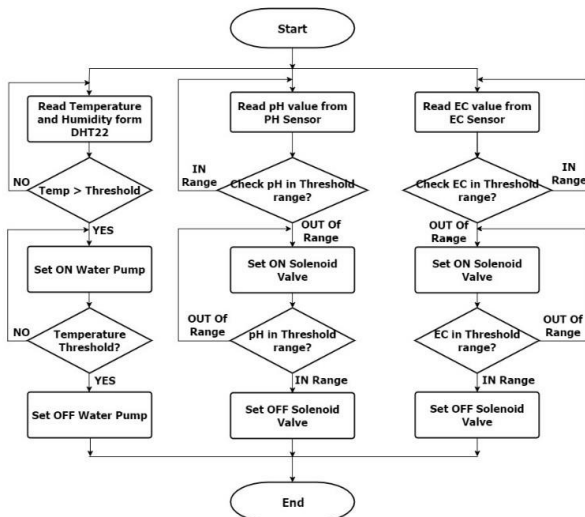 Start
Read Temperature
and Humidity form
DHT22
Read pH value from
PH Sensor
Read EC value from
EC Sensor
NO
Temp > Threshold
IN
Range
Check pH in Threshold
range?
Check EC in Threshold
range?
IN
Range
YES
OUT Of
Range
OUT Of
Range
Set ON Water Pump
Set ON Solenoid
Valve
Set ON Solenoid
Valve
NO
Temperature
Threshold?
OUT Of
Range
pH in Threshold
range?
EC in Threshold
range?
OUT Of
Range
YES
IN Range
IN Range
Set OFF Water Pump
Set OFF Solenoid
Valve
Set OFF Solenoid
Valve
End